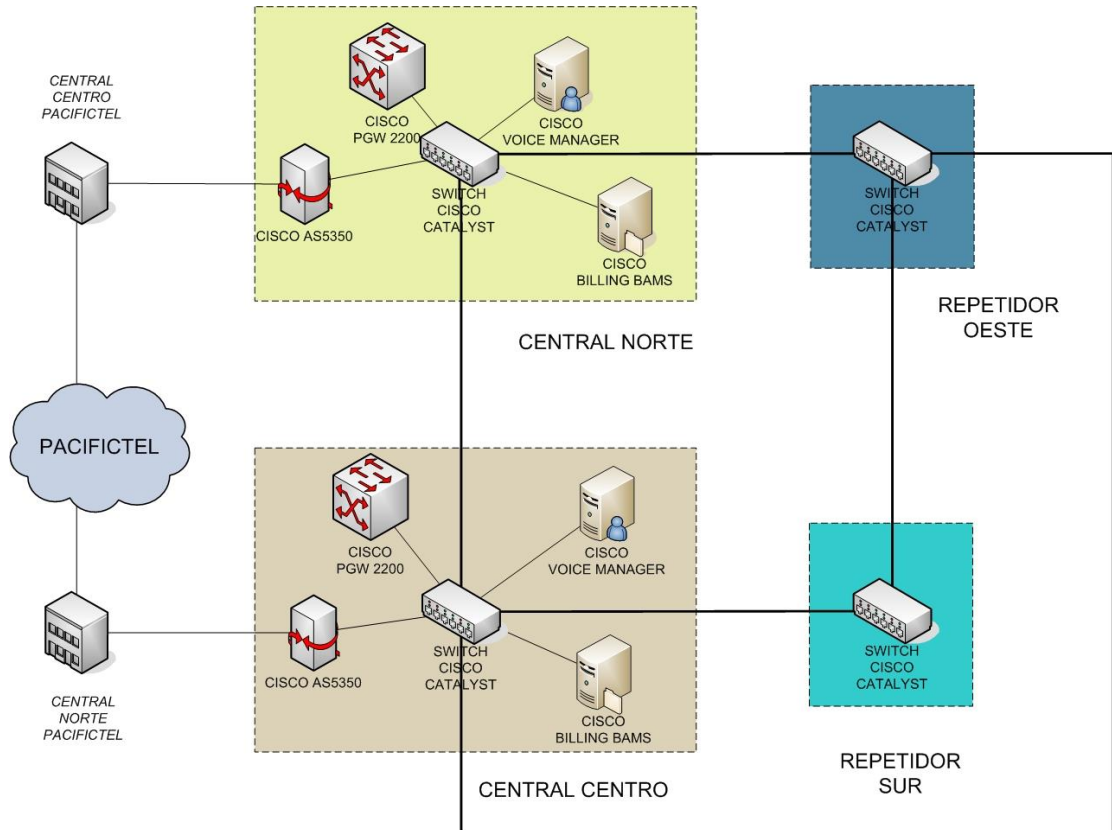 CENTRAL
CENTRO
PACIFICTEL
CISCO
PGW 2200
CISCO
VOICE MANAGER
CISCO AS5350
SWITCH
CISCO
CATALYST
CISCO
BILLING BAMS
SWITCH
CISCO
CATALYST
CENTRAL NORTE
REPETIDOR
OESTE
PACIFICTEL
CISCO
PGW 2200
CISCO
VOICE MANAGER
CISCO AS5350
SWITCH
CISCO
CATALYST
CISCO
BILLING BAMS
SWITCH
CISCO
CATALYST
CENTRAL
NORTE
PACIFICTEL
CENTRAL CENTRO
REPETIDOR
SUR